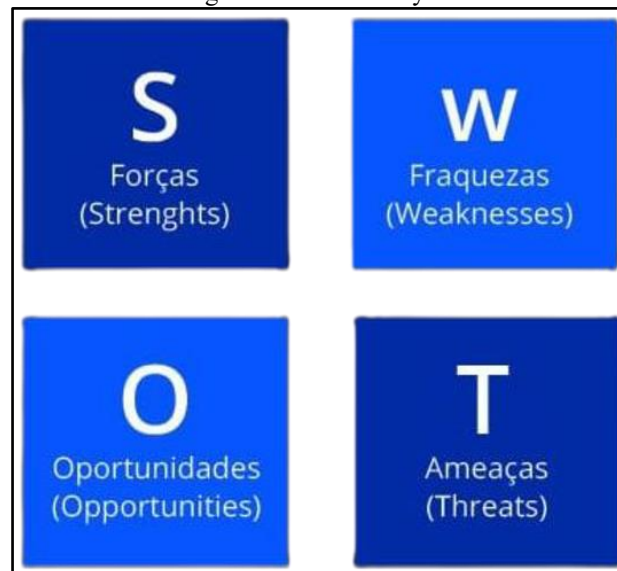 S
Forças
(Strenghts)
W
Fraquezas
(Weaknesses)
O
Oportunidades
(Opportunities)
T
Ameaças
(Threats)